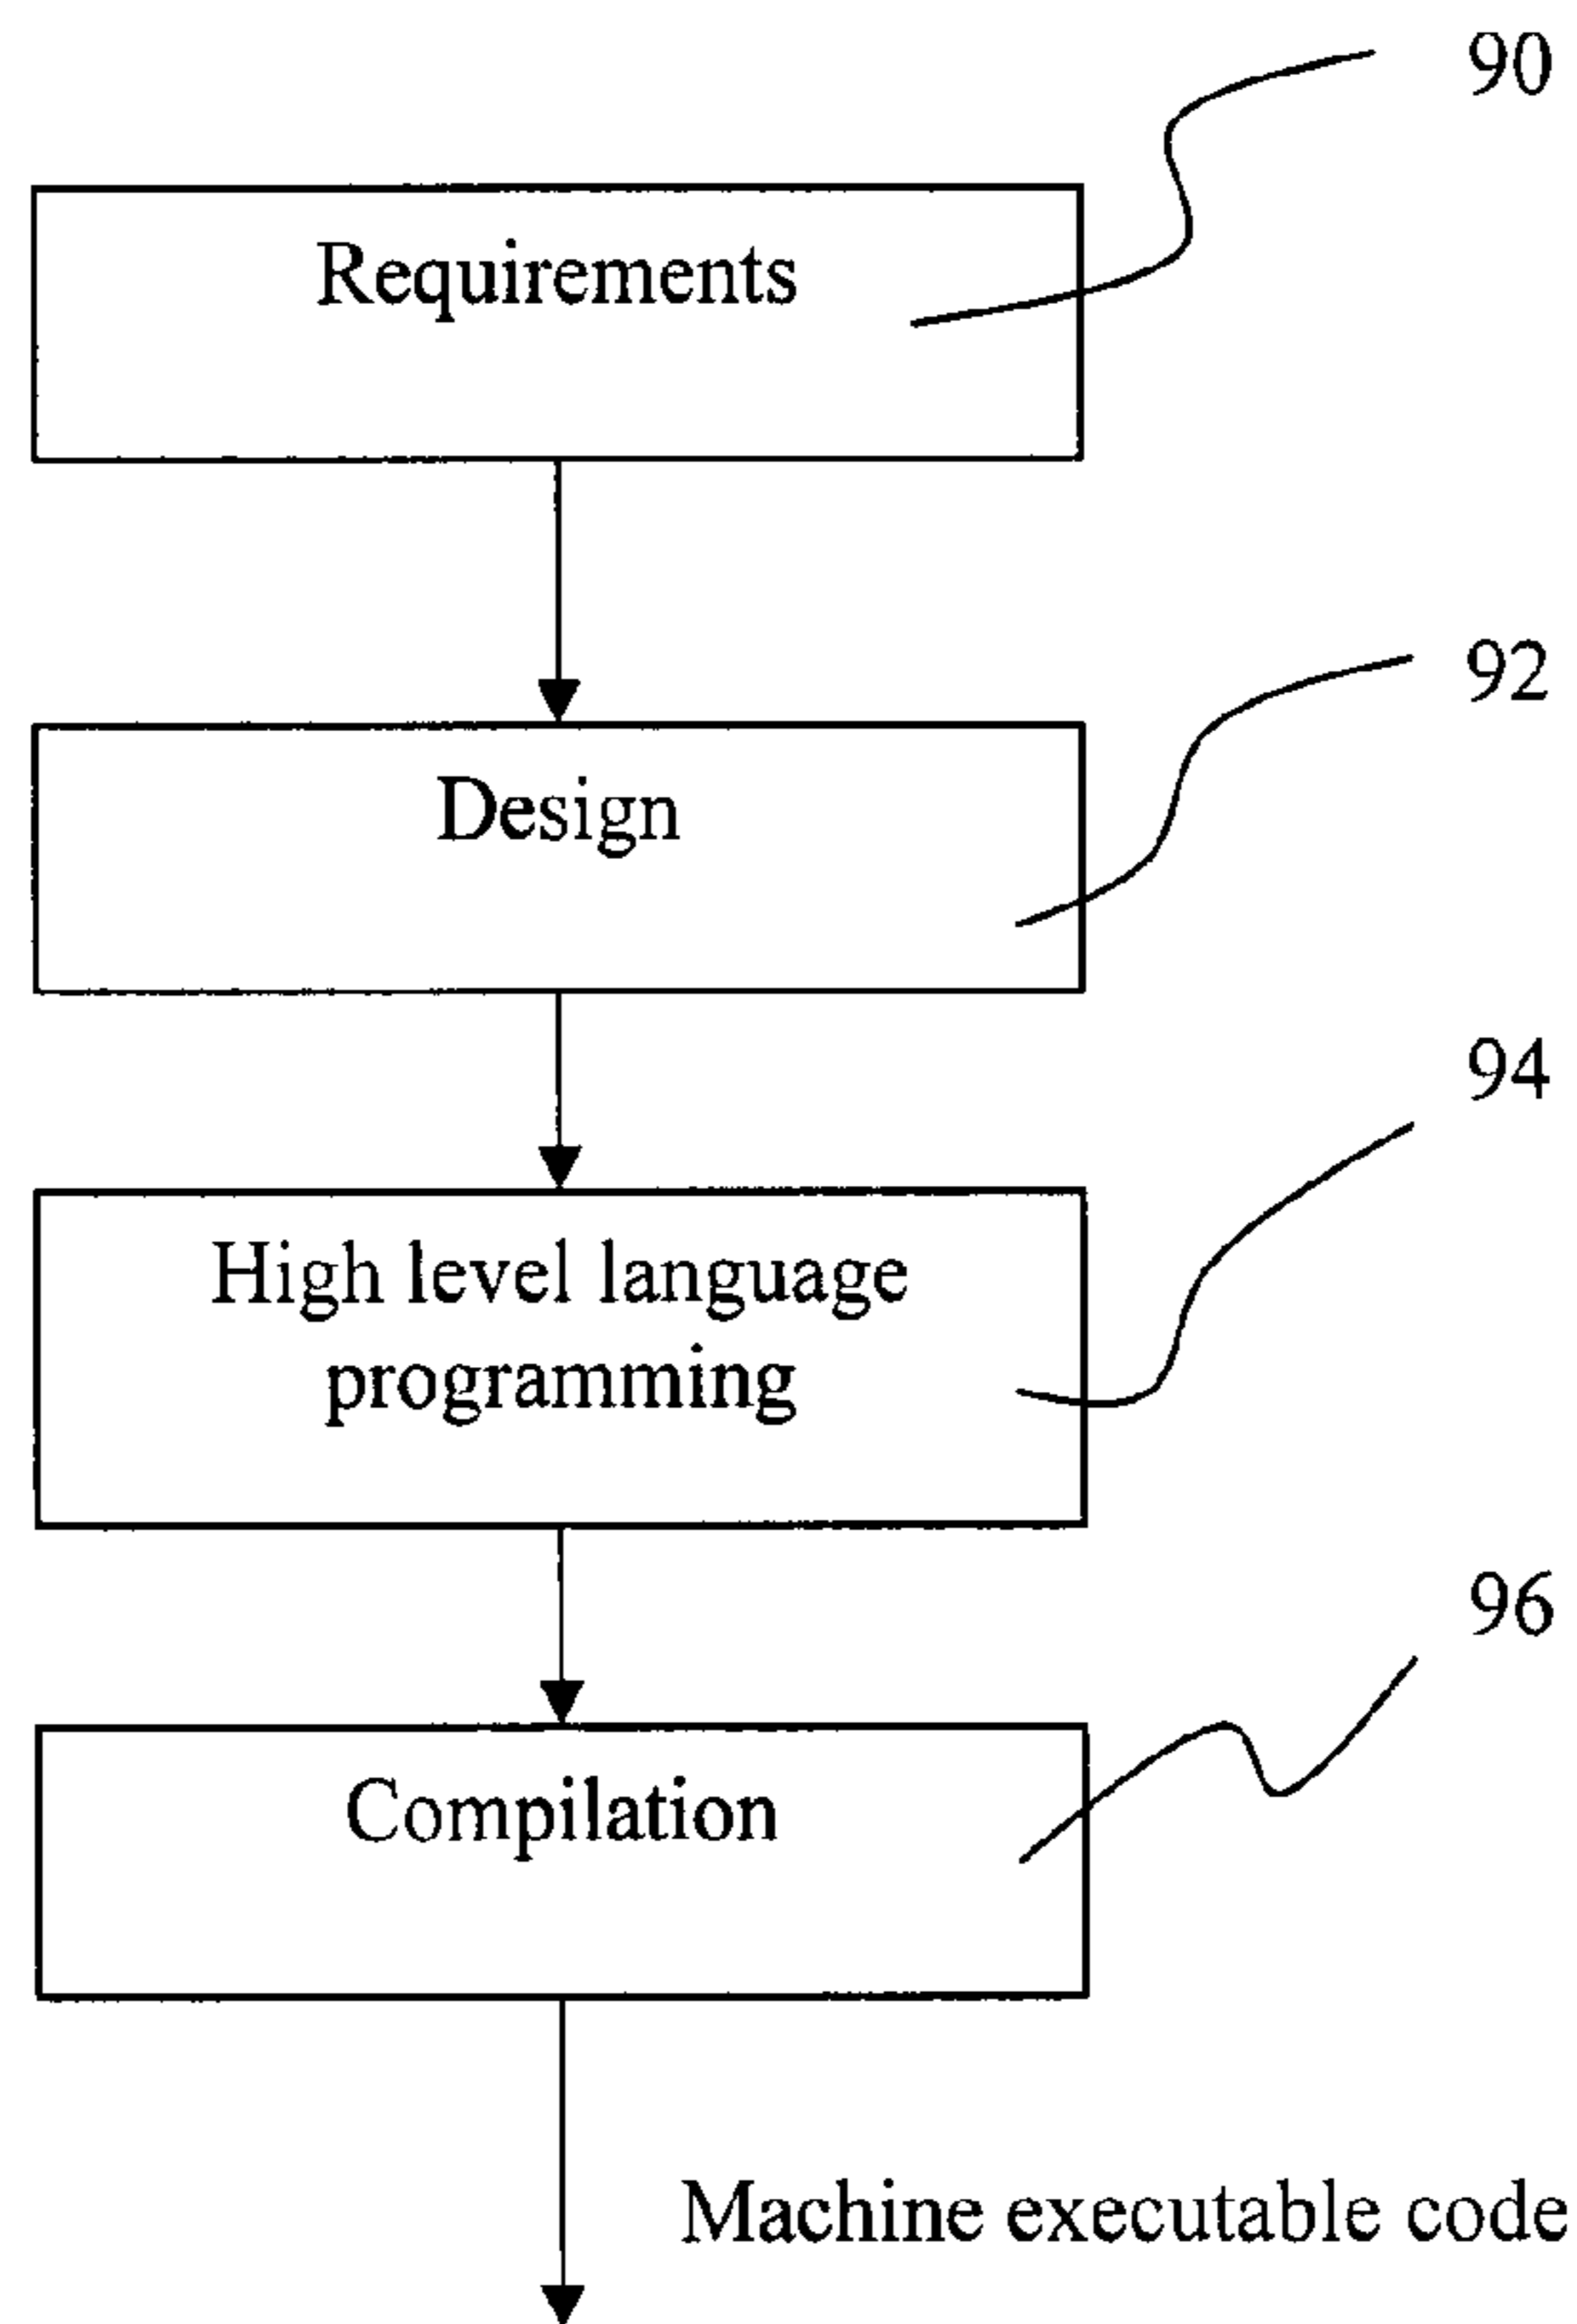 90
Requirements
92
Design
94
High level language
programming
96
Compilation
Machine executable code